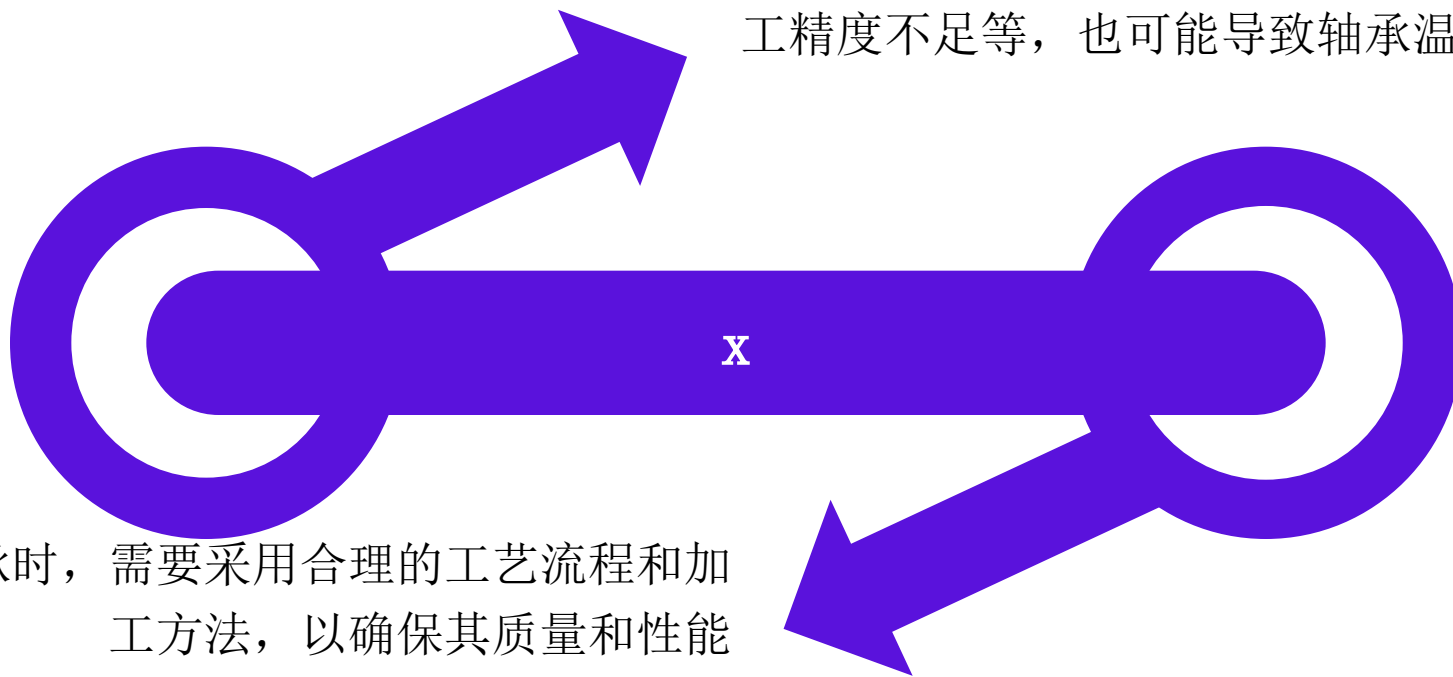 工精度不足等，也可能导致轴承温
x
时，需要采用合理的工艺流程和加
工方法，以确保其质量和性能